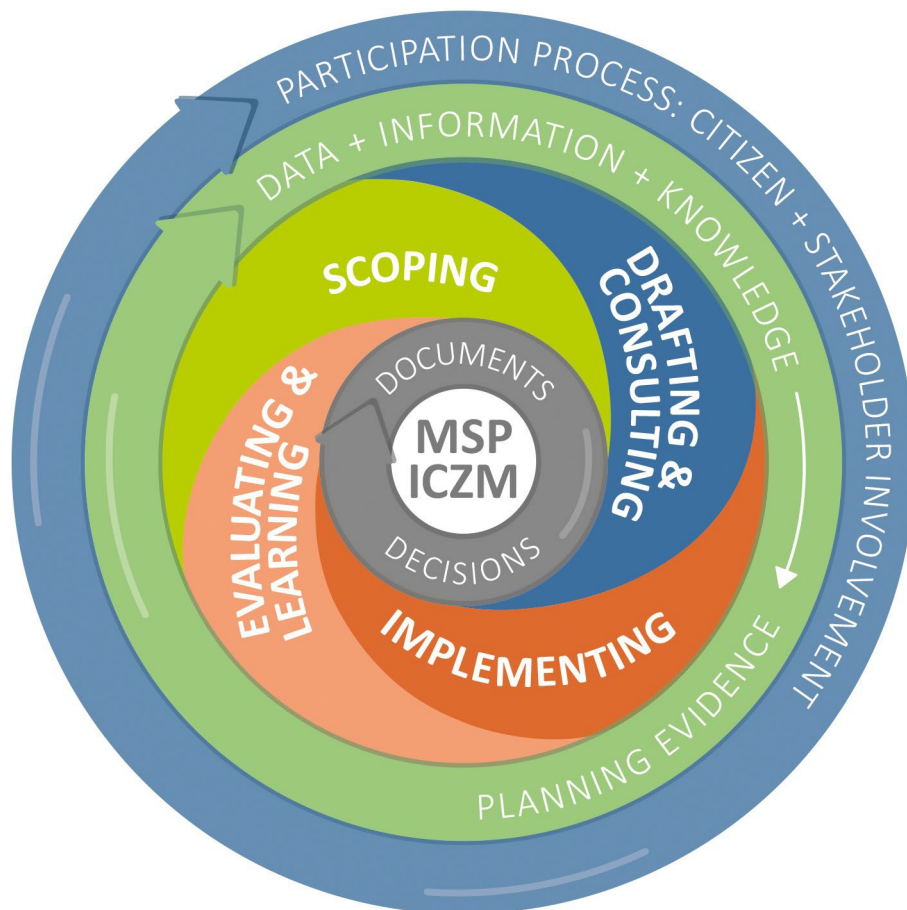 PARTICIPATION PROCESS: CITIZEN + STAKEHOLDER INVOLVEMENT
DATA + INFORMATION + KNOWLEDGE
PLANNING EVIDENCE
SCOPING
DRAFTING &
CONSULTING
IMPLEMENTING
EVALUATING &
LEARNING
DOCUMENTS
MSP
ICZM
DECISIONS